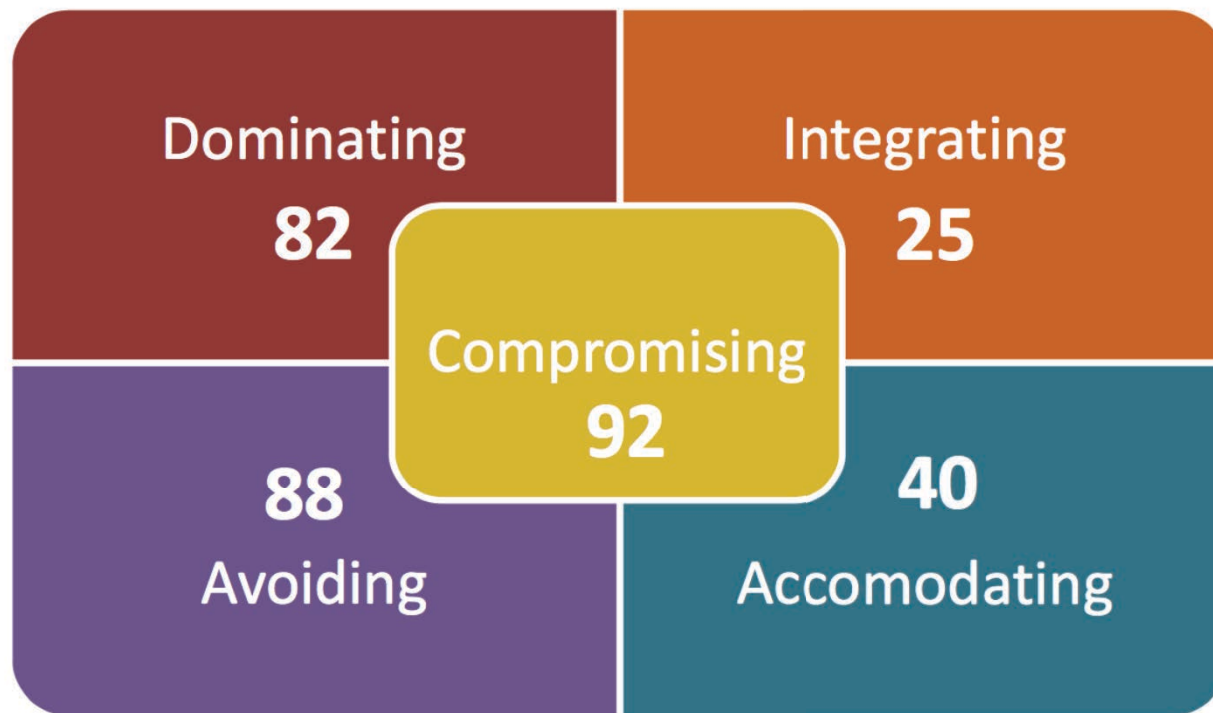 Dominating
82
Integrating
25
Compromising
92
88
Avoiding
40
Accomodating